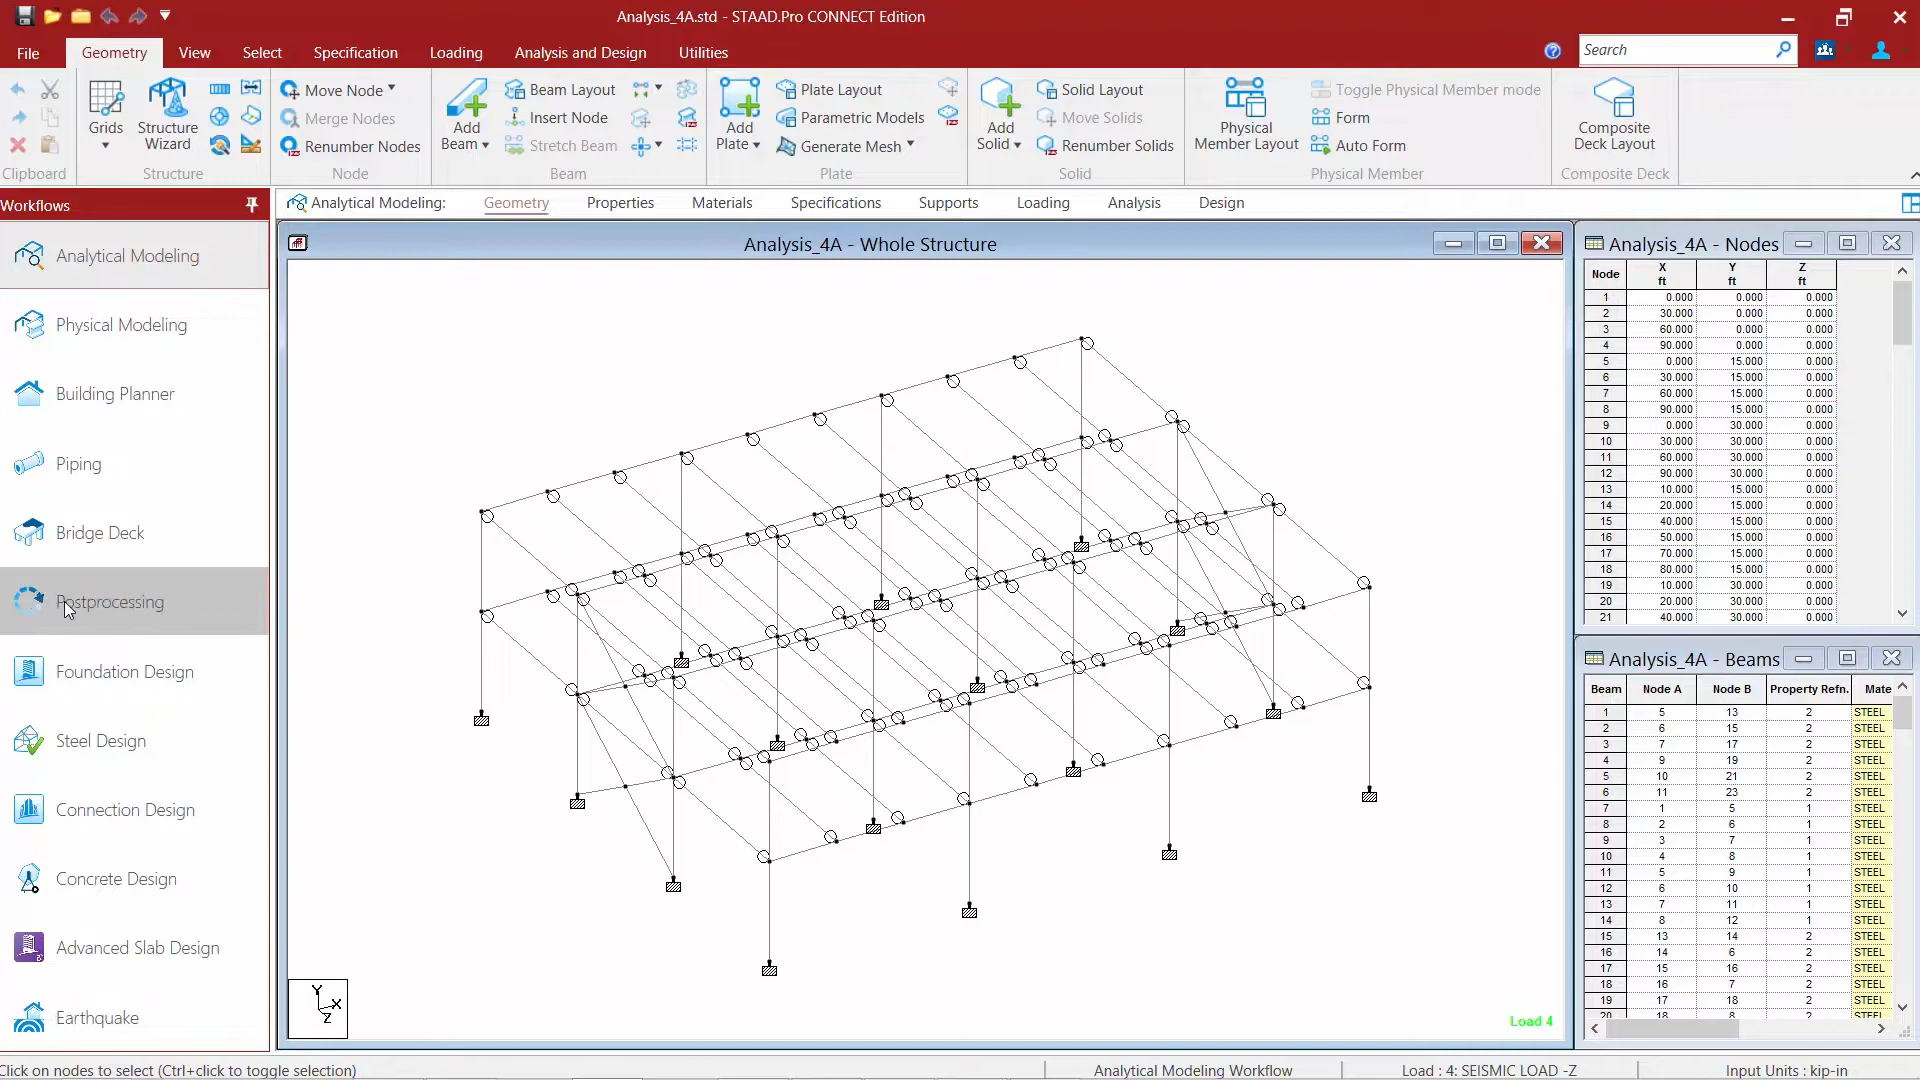 Analysis_4A.std - STAAD.Pro CONNECT Edition
File Geometry View Select Specification Loading Analysis and Design Utilities Search
Move Node Beam Layout Plate Layout Solid Layout Toggle Physical Member mode
Merge Nodes Insert Node Parametric Models Move Solids Form
Grids Structure Wizard Add Beam Add Plate Add Solid Physical Member Layout Composite Deck Layout
Renumber Nodes Stretch Beam Generate Mesh Renumber Solids Auto Form
Clipboard Structure Node Beam Plate Solid Physical Member Composite Deck
Workflows
Analytical Modeling
Physical Modeling
Building Planner
Piping
Bridge Deck
Postprocessing
Foundation Design
Steel Design
Connection Design
Concrete Design
Advanced Slab Design
Earthquake
Analytical Modeling: Geometry Properties Materials Specifications Supports Loading Analysis Design
Analysis_4A - Whole Structure
Y
X
Z
Load 4
Analysis_4A - Nodes
Node X ft Y ft Z ft
1 0.000 0.000 0.000
2 30.000 0.000 0.000
3 60.000 0.000 0.000
4 90.000 0.000 0.000
5 0.000 15.000 0.000
6 30.000 15.000 0.000
7 60.000 15.000 0.000
8 90.000 15.000 0.000
9 0.000 30.000 0.000
10 30.000 30.000 0.000
11 60.000 30.000 0.000
12 90.000 30.000 0.000
13 10.000 15.000 0.000
14 20.000 15.000 0.000
15 40.000 15.000 0.000
16 50.000 15.000 0.000
17 70.000 15.000 0.000
18 80.000 15.000 0.000
19 10.000 30.000 0.000
20 20.000 30.000 0.000
21 40.000 30.000 0.000
Analysis_4A - Beams
Beam Node A Node B Property Refn. Mate
1 5 13 2 STEEL
2 6 15 2 STEEL
3 7 17 2 STEEL
4 9 19 2 STEEL
5 10 21 2 STEEL
6 11 23 2 STEEL
7 1 5 1 STEEL
8 2 6 1 STEEL
9 3 7 1 STEEL
10 4 8 1 STEEL
11 5 9 1 STEEL
12 6 10 1 STEEL
13 7 11 1 STEEL
14 8 12 1 STEEL
15 13 14 2 STEEL
16 14 6 2 STEEL
17 15 16 2 STEEL
18 16 7 2 STEEL
19 17 18 2 STEEL
20 18 8 2 STEEL
Click on nodes to select (Ctrl+click to toggle selection) Analytical Modeling Workflow Load : 4: SEISMIC LOAD -Z Input Units : kip-in